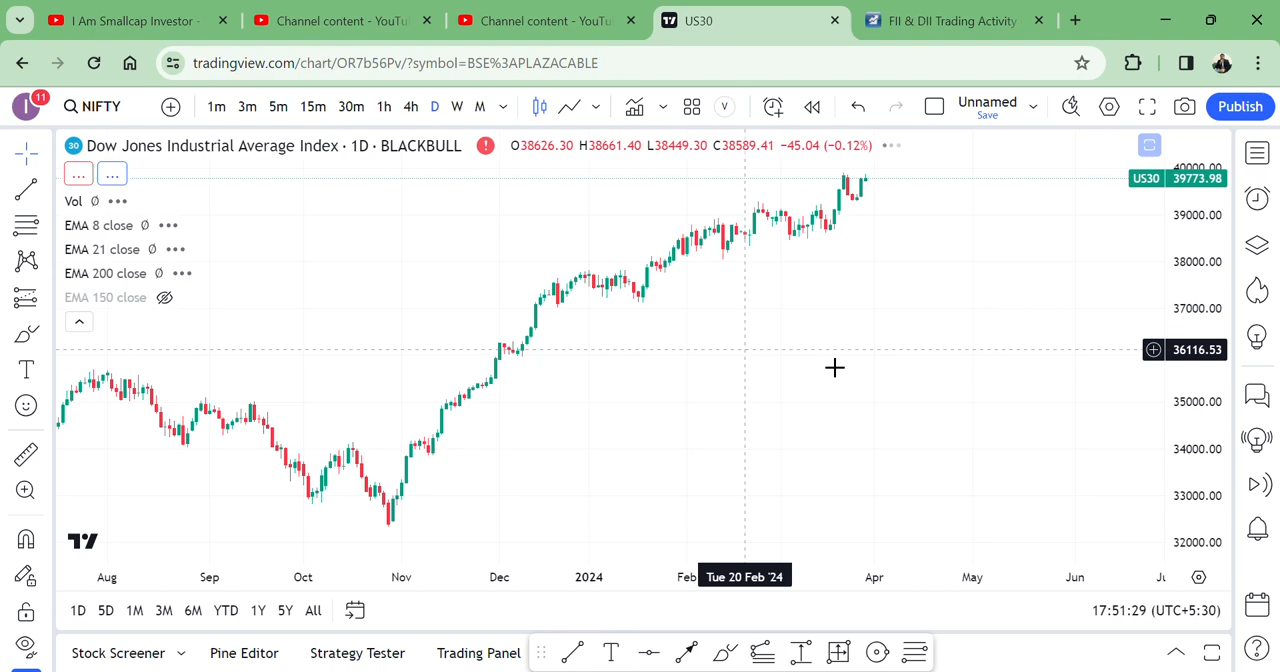 I Am Smallcap Investor -
Channel content - YouTu
Channel content - YouTu
US30
FII & DII Trading Activity
tradingview.com/chart/OR7b56Pv/?symbol=BSE%3APLAZACABLE
I 11 NIFTY 1m 3m 5m 15m 30m 1h 4h D W M V Unnamed Save Publish
30 Dow Jones Industrial Average Index · 1D · BLACKBULL ! O38626.30 H38661.40 L38449.30 C38589.41 -45.04 (-0.12%)
Vol
EMA 8 close
EMA 21 close
EMA 200 close
EMA 150 close
40000.00
US30 39773.98
39000.00
38000.00
37000.00
36116.53
35000.00
34000.00
33000.00
32000.00
Aug Sep Oct Nov Dec 2024 Feb Tue 20 Feb '24 Apr May Jun
1D 5D 1M 3M 6M YTD 1Y 5Y All 17:51:29 (UTC+5:30)
Stock Screener Pine Editor Strategy Tester Trading Panel